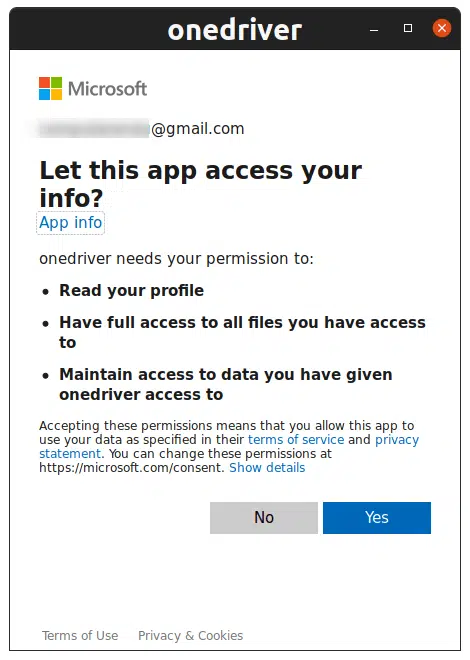 onedriver
Microsoft
@gmail.com
Let this app access your
info?
App info
onedriver needs your permission to:
• Read your profile
• Have full access to all files you have access
to
• Maintain access to data you have given
onedriver access to
Accepting these permissions means that you allow this app to
use your data as specified in their terms of service and privacy
statement. You can change these permissions at
https://microsoft.com/consent. Show details
No
Yes
Terms of Use
Privacy & Cookies